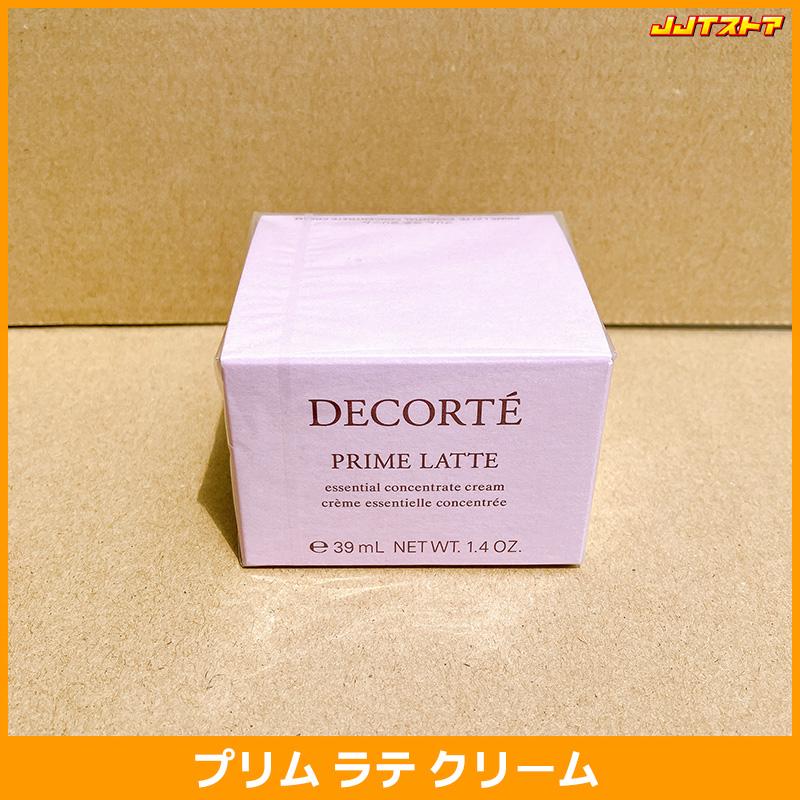 JJTストア
DECORTÉ
PRIME LATTE
essential concentrate cream
crème essentielle concentrée
e 39 mL NET WT. 1.4 OZ.
プリム ラテ クリーム